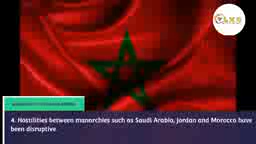 4. Hostilities between monarchies such as Saudi Arabia, Jordan and Morocco have
been disruptive.